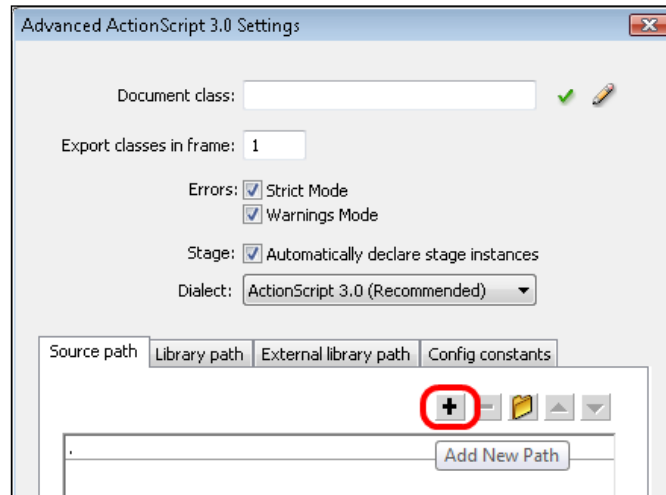 Advanced ActionScript 3.0 Settings
Document class:
Export classes in frame: 1
Errors: Strict Mode
Warnings Mode
Stage: Automatically declare stage instances
Dialect: ActionScript 3.0 (Recommended)
Source path Library path External library path Config constants
.
Add New Path